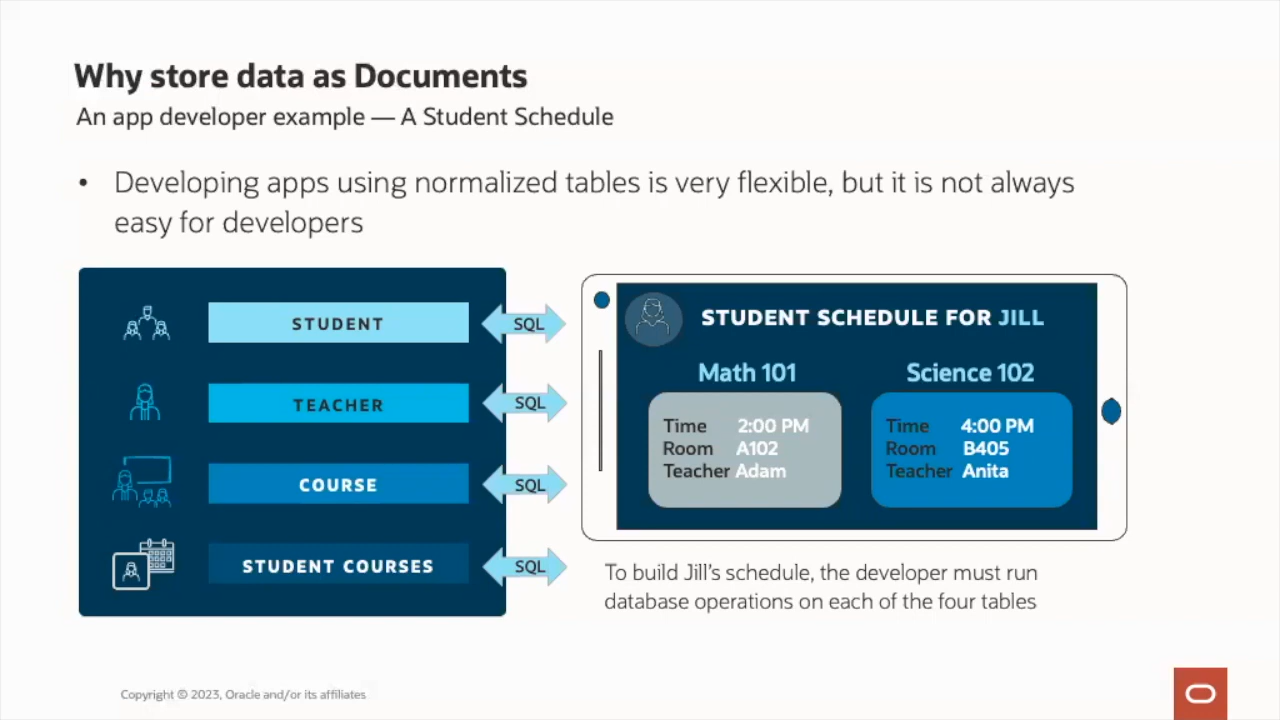 Why store data as Documents
An app developer example — A Student Schedule
• Developing apps using normalized tables is very flexible, but it is not always
easy for developers
STUDENT
SQL
TEACHER
SQL
COURSE
SQL
STUDENT COURSES
SQL
STUDENT SCHEDULE FOR JILL
Math 101
Time 2:00 PM
Room A102
Teacher Adam
Science 102
Time 4:00 PM
Room B405
Teacher Anita
To build Jill's schedule, the developer must run
database operations on each of the four tables
Copyright © 2023, Oracle and/or its affiliates